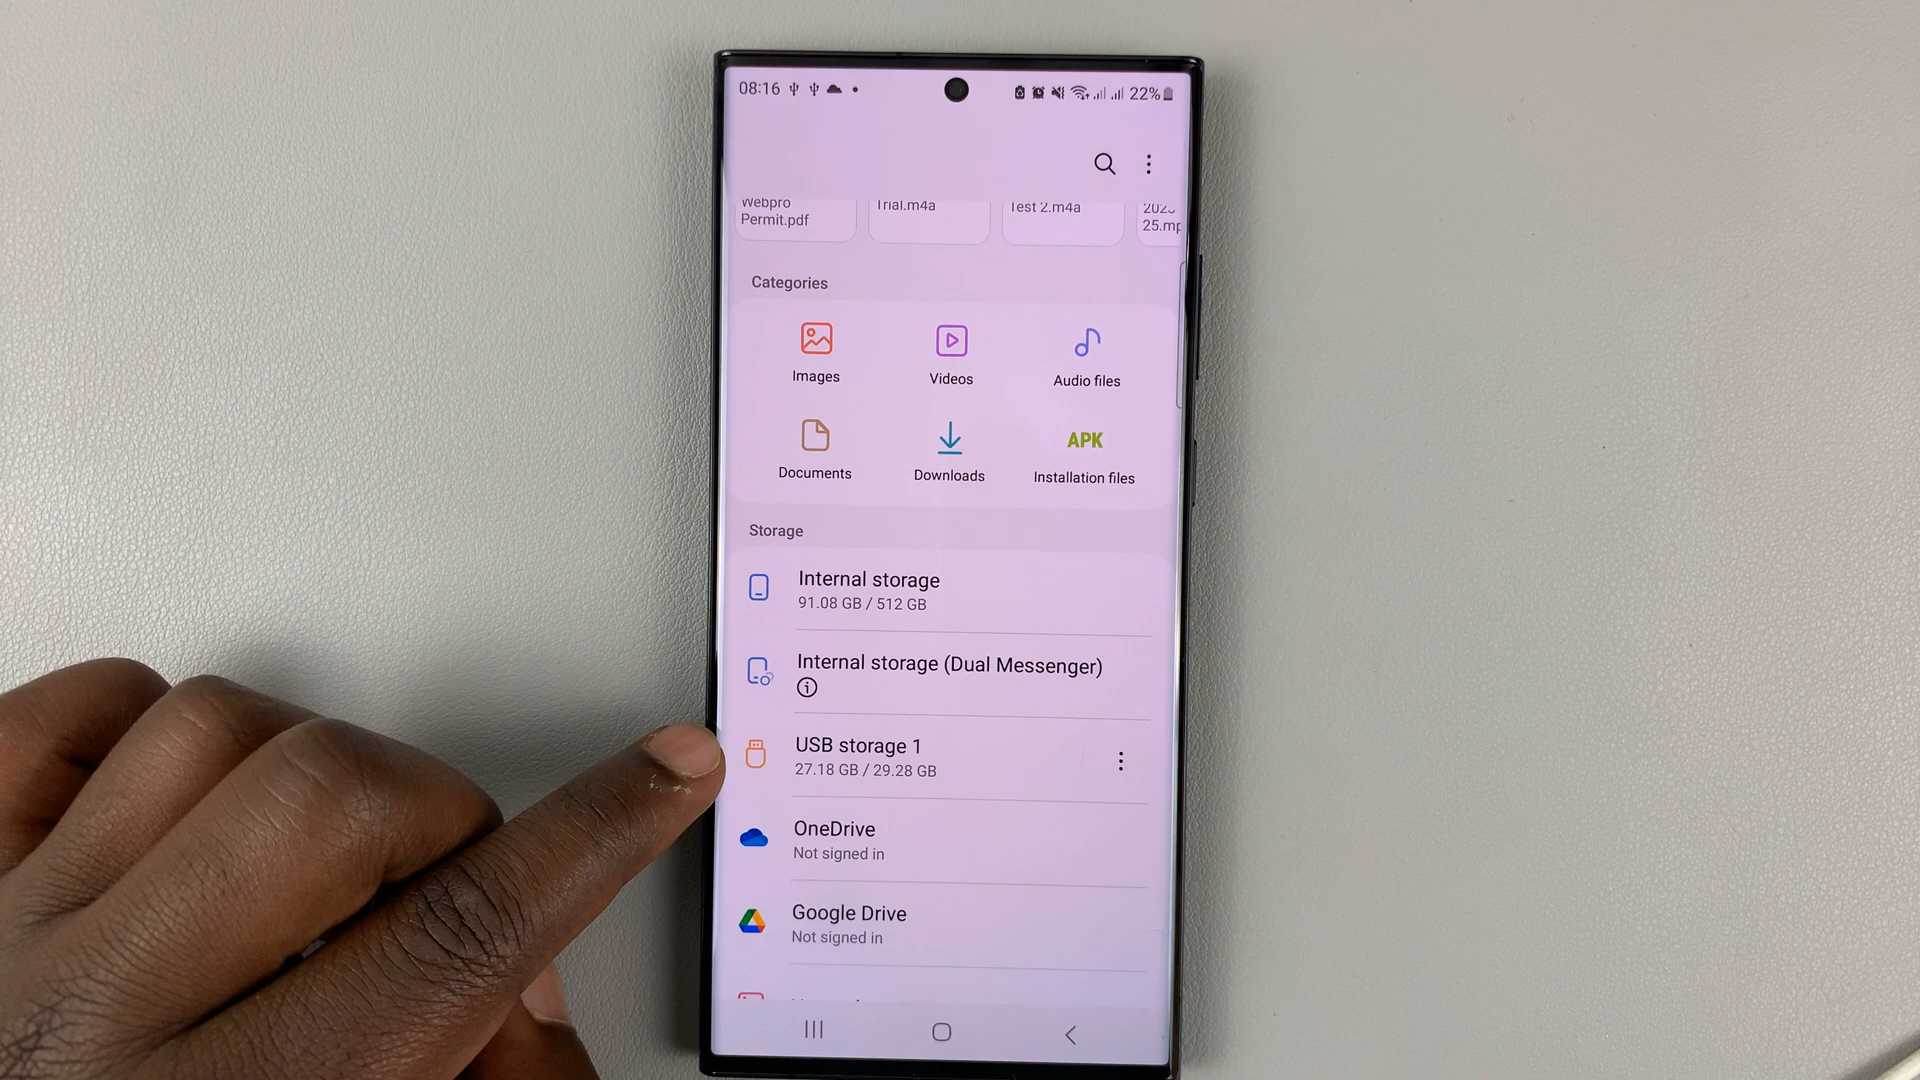 08:16
22%
Webpro
Permit.pdf
Trial.m4a
Test 2.m4a
25.mp
Categories
Images
Videos
Audio files
Documents
Downloads
APK
Installation files
Storage
Internal storage
91.08 GB / 512 GB
Internal storage (Dual Messenger)
USB storage 1
27.18 GB / 29.28 GB
OneDrive
Not signed in
Google Drive
Not signed in